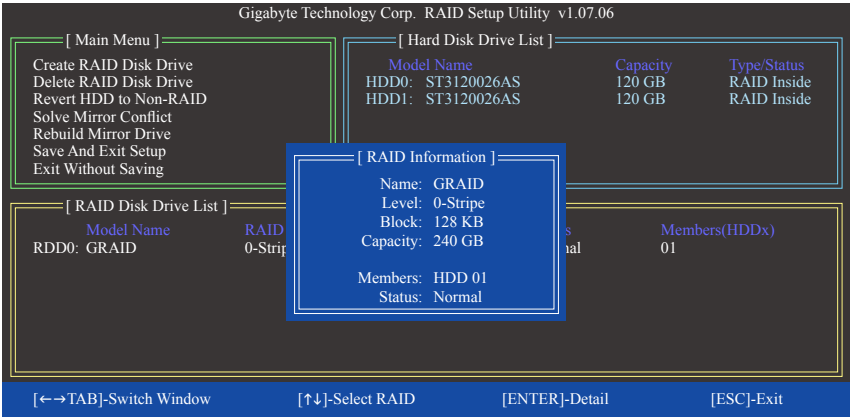 Gigabyte Technology Corp. RAID Setup Utility v1.07.06
[ Main Menu ]
Create RAID Disk Drive
Delete RAID Disk Drive
Revert HDD to Non-RAID
Solve Mirror Conflict
Rebuild Mirror Drive
Save And Exit Setup
Exit Without Saving
[ Hard Disk Drive List ]
Model Name Capacity Type/Status
HDD0: ST3120026AS 120 GB RAID Inside
HDD1: ST3120026AS 120 GB RAID Inside
[ RAID Information ]
Name: GRAID
Level: 0-Stripe
Block: 128 KB
Capacity: 240 GB
Members: HDD 01
Status: Normal
[ RAID Disk Drive List ]
Model Name RAID Members(HDDx)
RDD0: GRAID 0-Strip 01
[←→TAB]-Switch Window [↑↓]-Select RAID [ENTER]-Detail [ESC]-Exit